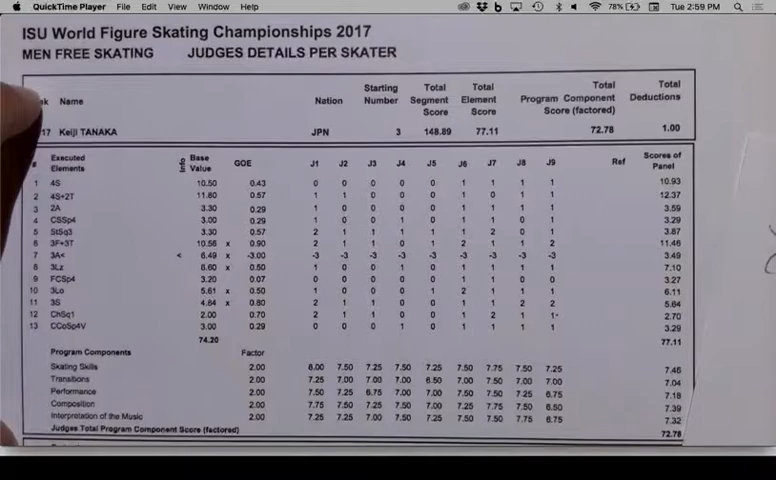 QuickTime Player File Edit View Window Help 78% Tue 2:59 PM
ISU World Figure Skating Championships 2017
MEN FREE SKATING JUDGES DETAILS PER SKATER
Name Nation Starting Number Total Segment Score Total Element Score Total Program Component Score (factored) Total Deductions
17 Keiji TANAKA JPN 3 148.89 77.11 72.78 1.00
# Executed Elements Info Base Value GOE J1 J2 J3 J4 J5 J6 J7 J8 J9 Ref Scores of Panel
1 4S 10.50 0.43 0 0 0 0 0 1 1 1 1 10.93
2 4S+2T 11.80 0.57 1 1 0 0 0 1 0 1 1 12.37
3 2A 3.30 0.29 1 0 0 0 0 1 1 1 1 3.59
4 CSSp4 3.00 0.29 1 0 0 1 0 1 1 0 1 3.29
5 StSq3 3.30 0.57 2 1 1 1 0 1 2 0 1 3.87
6 3F+3T 10.56 x 0.90 2 1 1 0 1 2 1 1 2 11.46
7 3A< < 6.49 x -3.00 -3 -3 -3 -3 -3 -3 -3 -3 -3 3.49
8 3Lz 6.60 x 0.50 1 0 0 1 0 1 1 1 1 7.10
9 FCSp4 3.20 0.07 0 0 0 0 0 1 1 0 0 3.27
10 3Lo 5.61 x 0.50 1 0 0 0 1 2 1 1 1 6.11
11 3S 4.84 x 0.80 2 1 1 0 1 1 1 2 2 5.64
12 ChSq1 2.00 0.70 2 1 1 1 0 1 2 1 1 2.70
13 CCoSp4V 3.00 0.29 0 0 0 1 0 1 1 1 1 3.29
74.20 77.11
Program Components Factor
Skating Skills 2.00 8.00 7.50 7.25 7.50 7.25 7.50 7.75 7.50 7.25 7.46
Transitions 2.00 7.25 7.00 7.00 7.00 6.50 7.00 7.50 7.00 7.00 7.04
Performance 2.00 7.50 7.25 6.75 7.50 7.00 7.00 7.50 7.25 6.75 7.18
Composition 2.00 7.75 7.50 7.25 7.50 7.00 7.25 7.75 7.50 6.50 7.39
Interpretation of the Music 2.00 7.25 7.25 7.00 7.50 7.00 7.50 7.50 7.50 6.75 7.32
Judges Total Program Component Score (factored) 72.78